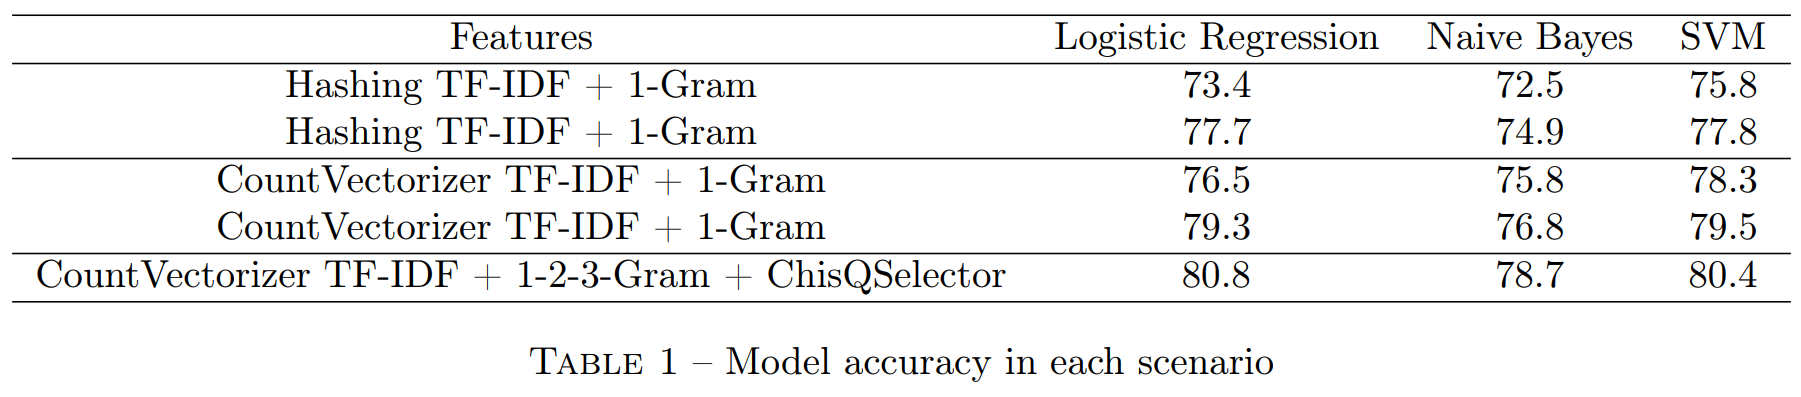 Features Logistic Regression Naive Bayes SVM
Hashing TF-IDF + 1-Gram 73.4 72.5 75.8
Hashing TF-IDF + 1-Gram 77.7 74.9 77.8
CountVectorizer TF-IDF + 1-Gram 76.5 75.8 78.3
CountVectorizer TF-IDF + 1-Gram 79.3 76.8 79.5
CountVectorizer TF-IDF + 1-2-3-Gram + ChisQSelector 80.8 78.7 80.4
TABLE 1 – Model accuracy in each scenario